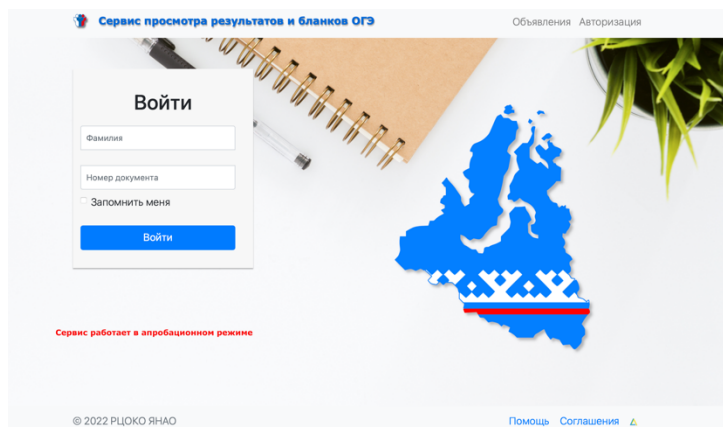 Сервис просмотра результатов и бланков ОГЭ
Объявления Авторизация
Войти
Фамилия
Номер документа
Запомнить меня
Войти
Сервис работает в апробационном режиме
© 2022 РЦОКО ЯНАО
Помощь Соглашения